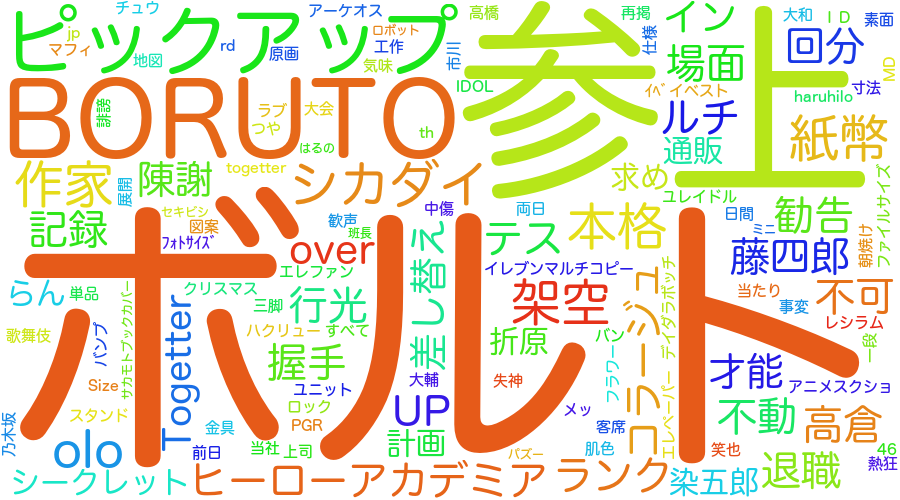 ピックアップ
チュウ
アーケオス
高橋
再掲
イン
大和
ＩＤ
素面
jp
マフィ
rd
ロボット
地図
原画
工作
市川
仕様
回分
場面
気味
IDOL
参上
MD
BORUTO
誹謗
ラブ
大会
つや
th
ｲﾍﾞｲベスト
haruhilo
寸法
ルチ
紙幣
はるの
通販
作家
展開
陳謝
togetter
シカダイ
求め
ユレイドル
記録
セキビシ
図案
歓声
中傷
両日
本格
日間
勧告
ミニ
朝焼け
ファイルサイズ
ﾌｫﾄｻｲｽﾞ
班長
over
差し替え
テス
藤四郎
エレファン
イレブンマルチコピー
らん
単品
サカモトブックカバー
クリスマス
行光
架空
コラージュ
デイダラボッチ
当たり
事変
不可
ボルト
三脚
歌舞伎
バンプ
Togetter
ハクリュー
すべて
折原
バン
レシラム
握手
フラワー
エレベーパー
一段
才能
Size
ユニット
大輔
失神
アニメスクショ
スタンド
ロック
UP
メッ
不動
高倉
乃木坂
金具
PGR
客席
olo
前日
当社
上司
計画
肌色
笑也
46
シークレット
ヒーローアカデミア
バズー
ランク
染五郎
退職
熱狂